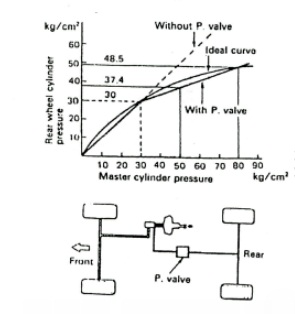 kg/cm²
Without P. valve
60
Ideal curve
50
48.5
40
37.4
30
30
20
With P. valve
10
Rear wheel cylinder
pressure
10 20 30 40 50 60 70 80 90
Master cylinder pressure
kg/cm²
Front
Rear
P. valve